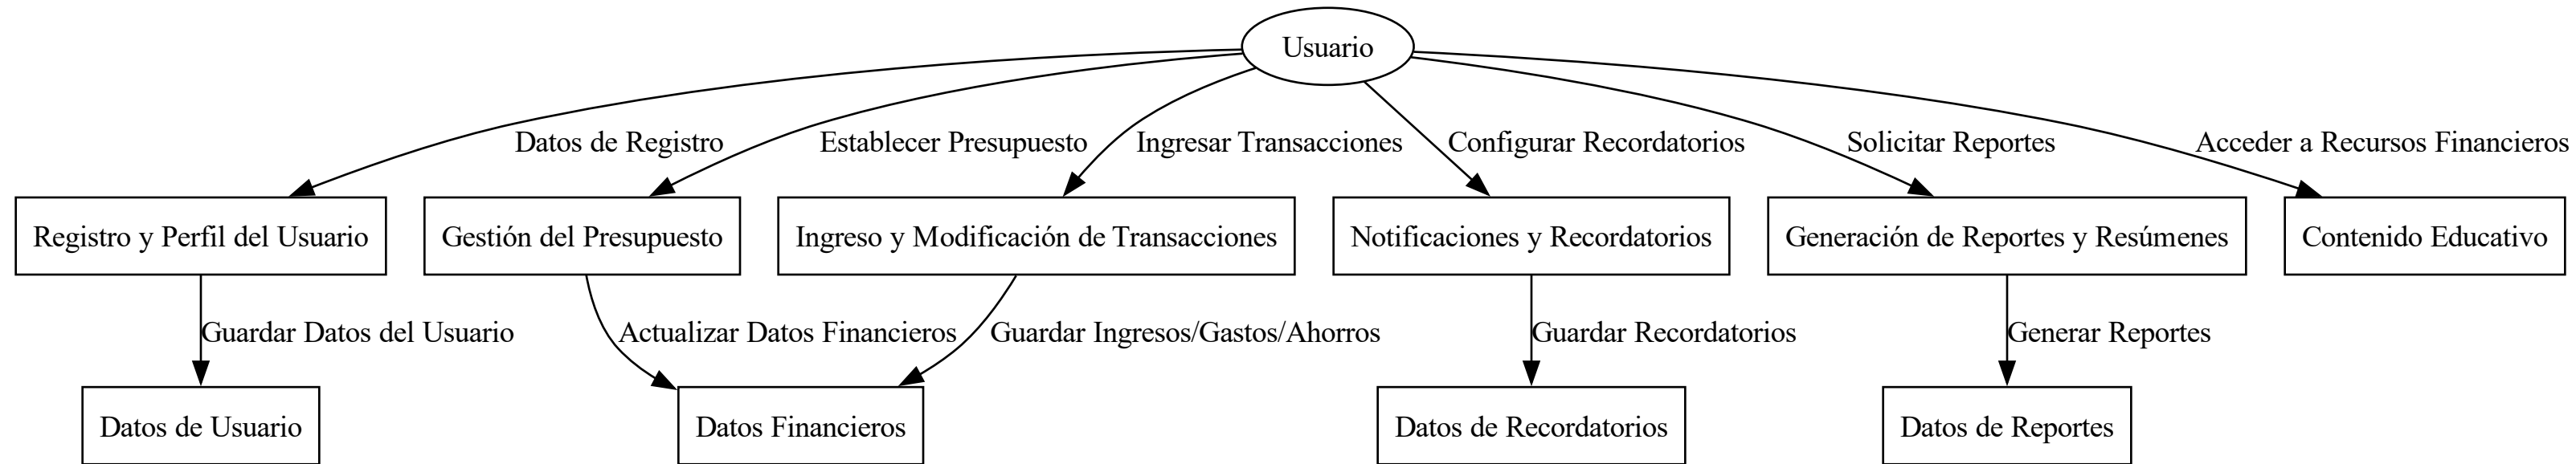 Usuario
Datos de Registro
Establecer Presupuesto
Ingresar Transacciones
Configurar Recordatorios
Solicitar Reportes
Acceder a Recursos Financieros
Registro y Perfil del Usuario
Gestión del Presupuesto
Ingreso y Modificación de Transacciones
Notificaciones y Recordatorios
Generación de Reportes y Resúmenes
Contenido Educativo
Guardar Datos del Usuario
Actualizar Datos Financieros
Guardar Ingresos/Gastos/Ahorros
Guardar Recordatorios
Generar Reportes
Datos de Usuario
Datos Financieros
Datos de Recordatorios
Datos de Reportes